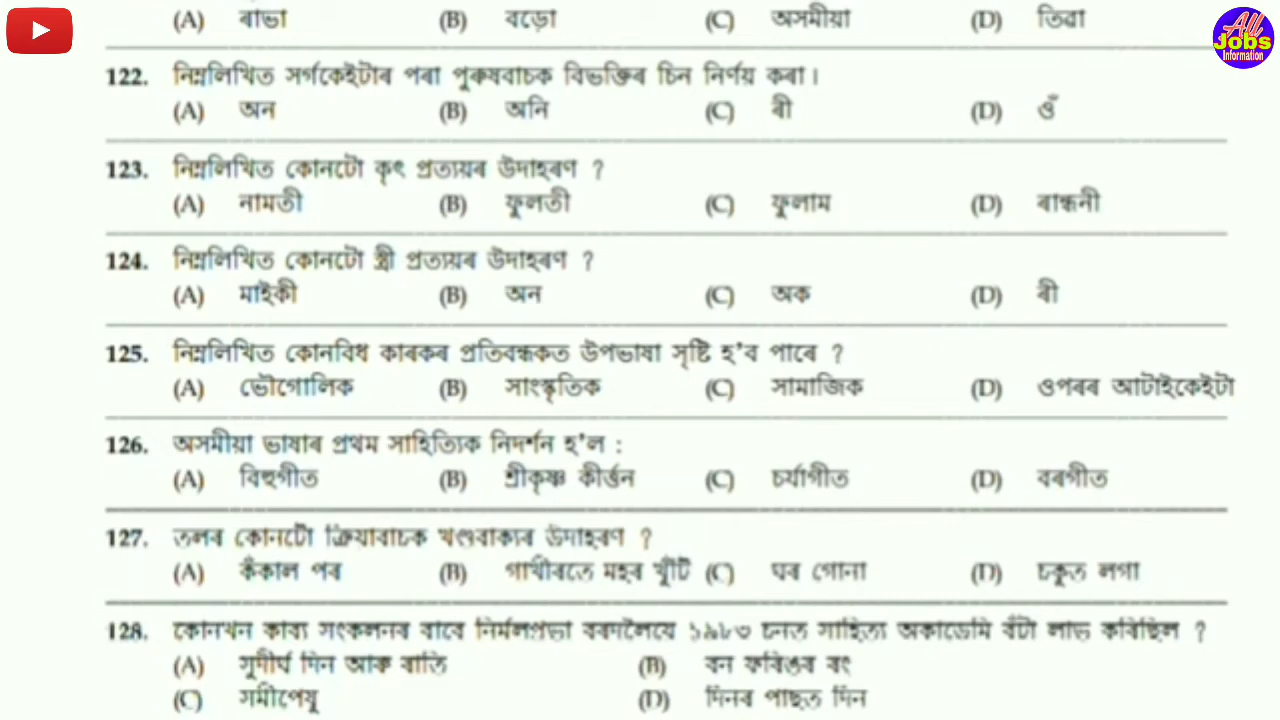 (A) ৰাভা (B) বড়ো (C) অসমীয়া (D) তিৱা
All Jobs Information
122. নিম্নলিখিত সৰ্গকেইটাৰ পৰা পুৰুষবাচক বিভক্তিৰ চিন নিৰ্ণয় কৰা।
(A) অন (B) অনি (C) ৰী (D) ওঁ
123. নিম্নলিখিত কোনটো কৃৎ প্ৰত্যয়ৰ উদাহৰণ ?
(A) নামতী (B) ফুলতী (C) ফুলাম (D) ৰান্ধনী
124. নিম্নলিখিত কোনটো স্ত্ৰী প্ৰত্যয়ৰ উদাহৰণ ?
(A) মাইকী (B) অন (C) অক (D) ৰী
125. নিম্নলিখিত কোনবিধ কাৰকৰ প্ৰতিবন্ধকত উপভাষা সৃষ্টি হ'ব পাৰে ?
(A) ভৌগোলিক (B) সাংস্কৃতিক (C) সামাজিক (D) ওপৰৰ আটাইকেইটা
126. অসমীয়া ভাষাৰ প্ৰথম সাহিত্যিক নিদৰ্শন হ'ল :
(A) বিহুগীত (B) শ্ৰীকৃষ্ণ কীৰ্ত্তন (C) চৰ্যাগীত (D) বৰগীত
127. তলৰ কোনটো ক্ৰিয়াবাচক খণ্ডবাক্যৰ উদাহৰণ ?
(A) কঁকাল পৰ (B) গাখীৰতে মহৰ খুঁটি (C) ঘৰ গোনা (D) চকুত লগা
128. কোনখন কাব্য সংকলনৰ বাবে নিৰ্মলপ্ৰভা বৰদলৈয়ে ১৯৮৩ চনত সাহিত্য অকাডেমি বঁটা লাভ কৰিছিল ?
(A) সুদীৰ্ঘ দিন আৰু ৰাতি (B) বন ফৰিঙৰ ৰং
(C) সমীপেষু (D) দিনৰ পাছত দিন